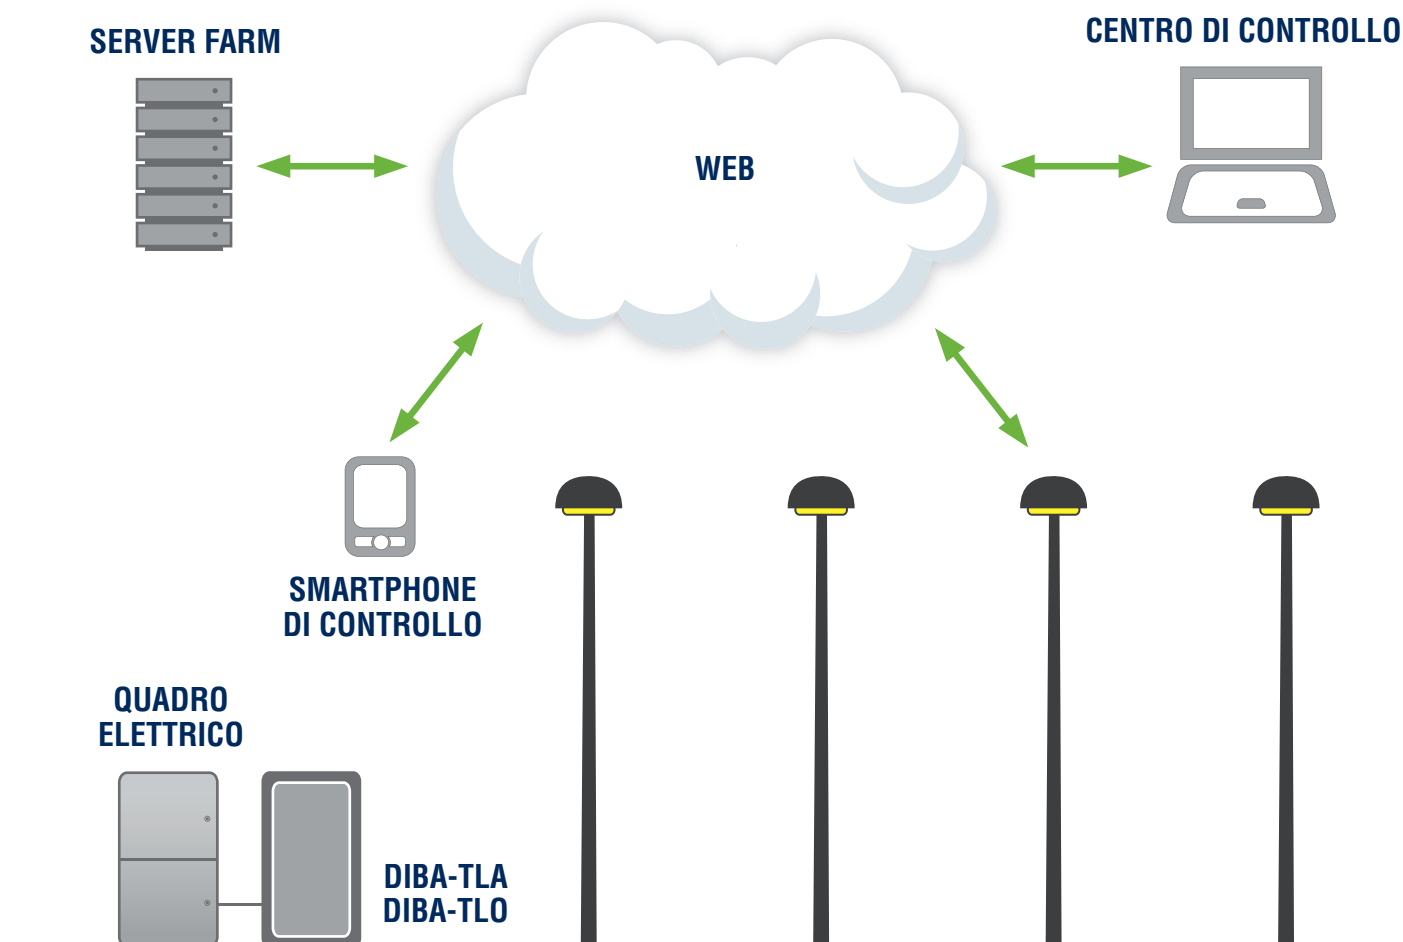 SERVER FARM
CENTRO DI CONTROLLO
WEB
SMARTPHONE
DI CONTROLLO
QUADRO
ELETTRICO
DIBA-TLA
DIBA-TLO